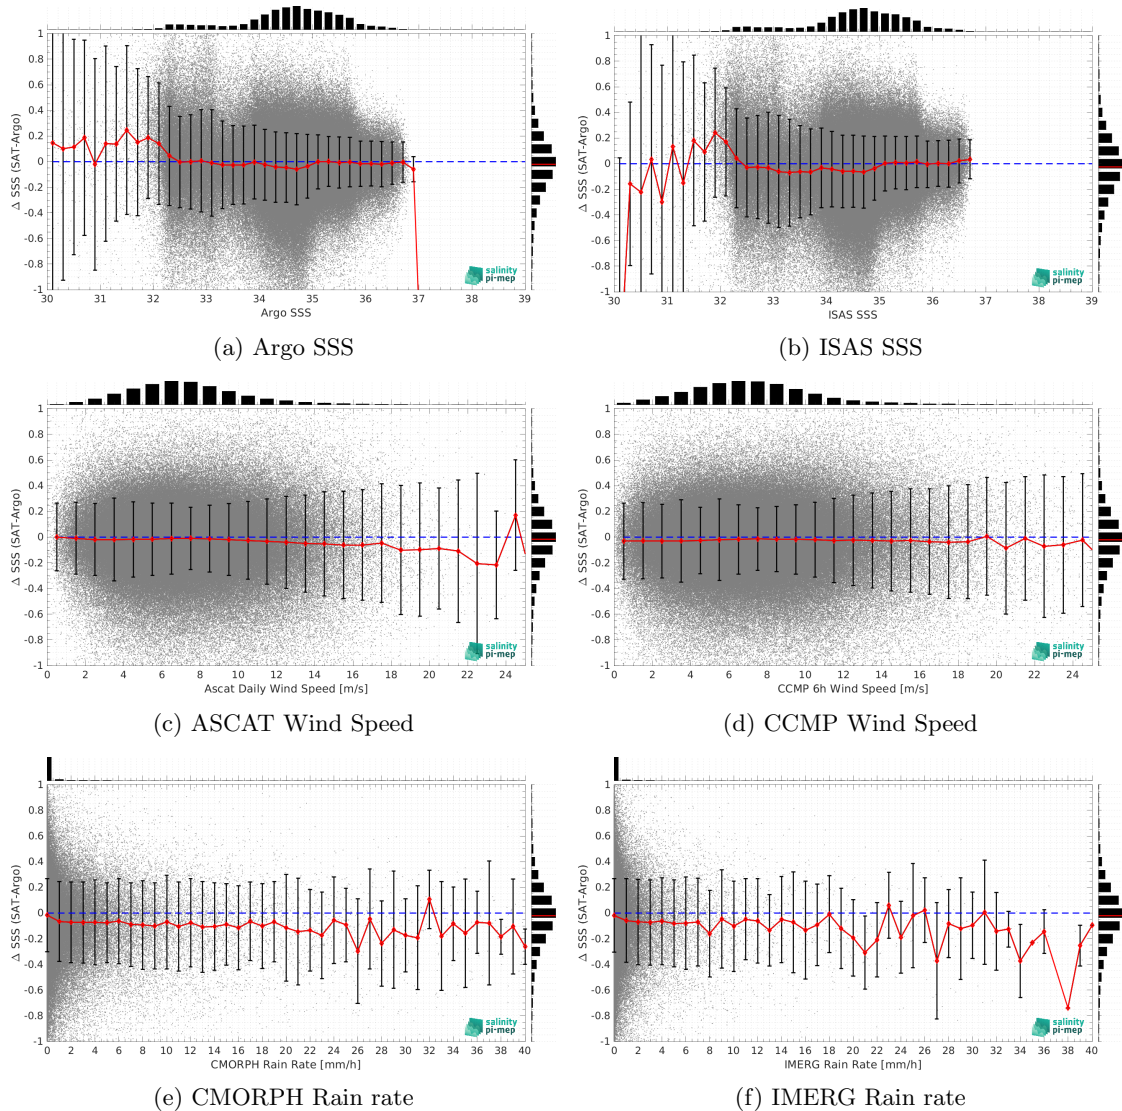 1
0.8
0.6
0.4
0.2
0
-0.2
-0.4
-0.6
-0.8
-1
Δ SSS (SAT-Argo)
30 31 32 33 34 35 36 37 38 39
Argo SSS
salinity
pi-mep
(a) Argo SSS
1
0.8
0.6
0.4
0.2
0
-0.2
-0.4
-0.6
-0.8
-1
Δ SSS (SAT-Argo)
30 31 32 33 34 35 36 37 38 39
ISAS SSS
salinity
pi-mep
(b) ISAS SSS
1
0.8
0.6
0.4
0.2
0
-0.2
-0.4
-0.6
-0.8
-1
Δ SSS (SAT-Argo)
0 2 4 6 8 10 12 14 16 18 20 22 24
Ascat Daily Wind Speed [m/s]
salinity
pi-mep
(c) ASCAT Wind Speed
1
0.8
0.6
0.4
0.2
0
-0.2
-0.4
-0.6
-0.8
-1
Δ SSS (SAT-Argo)
0 2 4 6 8 10 12 14 16 18 20 22 24
CCMP 6h Wind Speed [m/s]
salinity
pi-mep
(d) CCMP Wind Speed
1
0.8
0.6
0.4
0.2
0
-0.2
-0.4
-0.6
-0.8
-1
Δ SSS (SAT-Argo)
0 2 4 6 8 10 12 14 16 18 20 22 24 26 28 30 32 34 36 38 40
CMORPH Rain Rate [mm/h]
salinity
pi-mep
(e) CMORPH Rain rate
1
0.8
0.6
0.4
0.2
0
-0.2
-0.4
-0.6
-0.8
-1
Δ SSS (SAT-Argo)
0 2 4 6 8 10 12 14 16 18 20 22 24 26 28 30 32 34 36 38 40
IMERG Rain Rate [mm/h]
salinity
pi-mep
(f) IMERG Rain rate